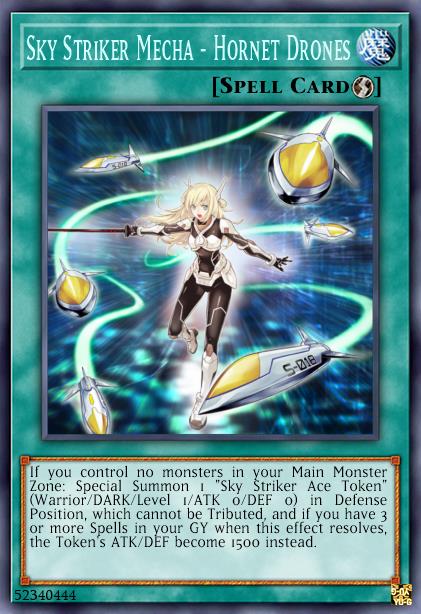 Sky Striker Mecha - Hornet Drones
魔
[Spell Card]
S-018
S-018
If you control no monsters in your Main Monster
Zone: Special Summon 1 "Sky Striker Ace Token"
(Warrior/DARK/Level 1/ATK 0/DEF 0) in Defense
Position, which cannot be Tributed, and if you have 3
or more Spells in your GY when this effect resolves,
the Token's ATK/DEF become 1500 instead.
52340444